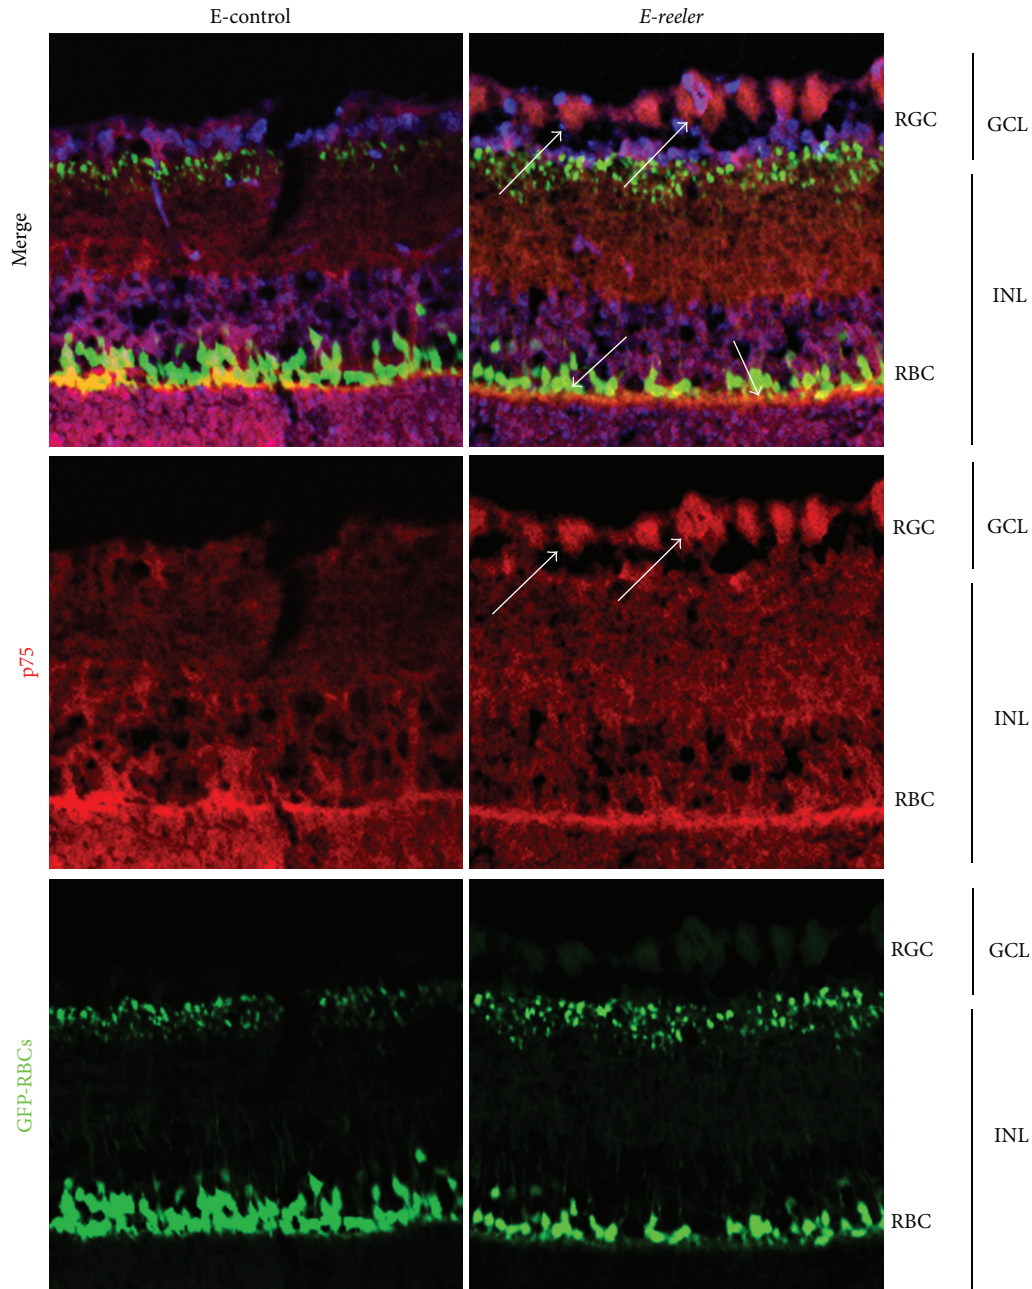 E-control
E-reeler
Merge
RGC
GCL
INL
RBC
p75
RGC
GCL
INL
RBC
GFP-RBCs
RGC
GCL
INL
RBC